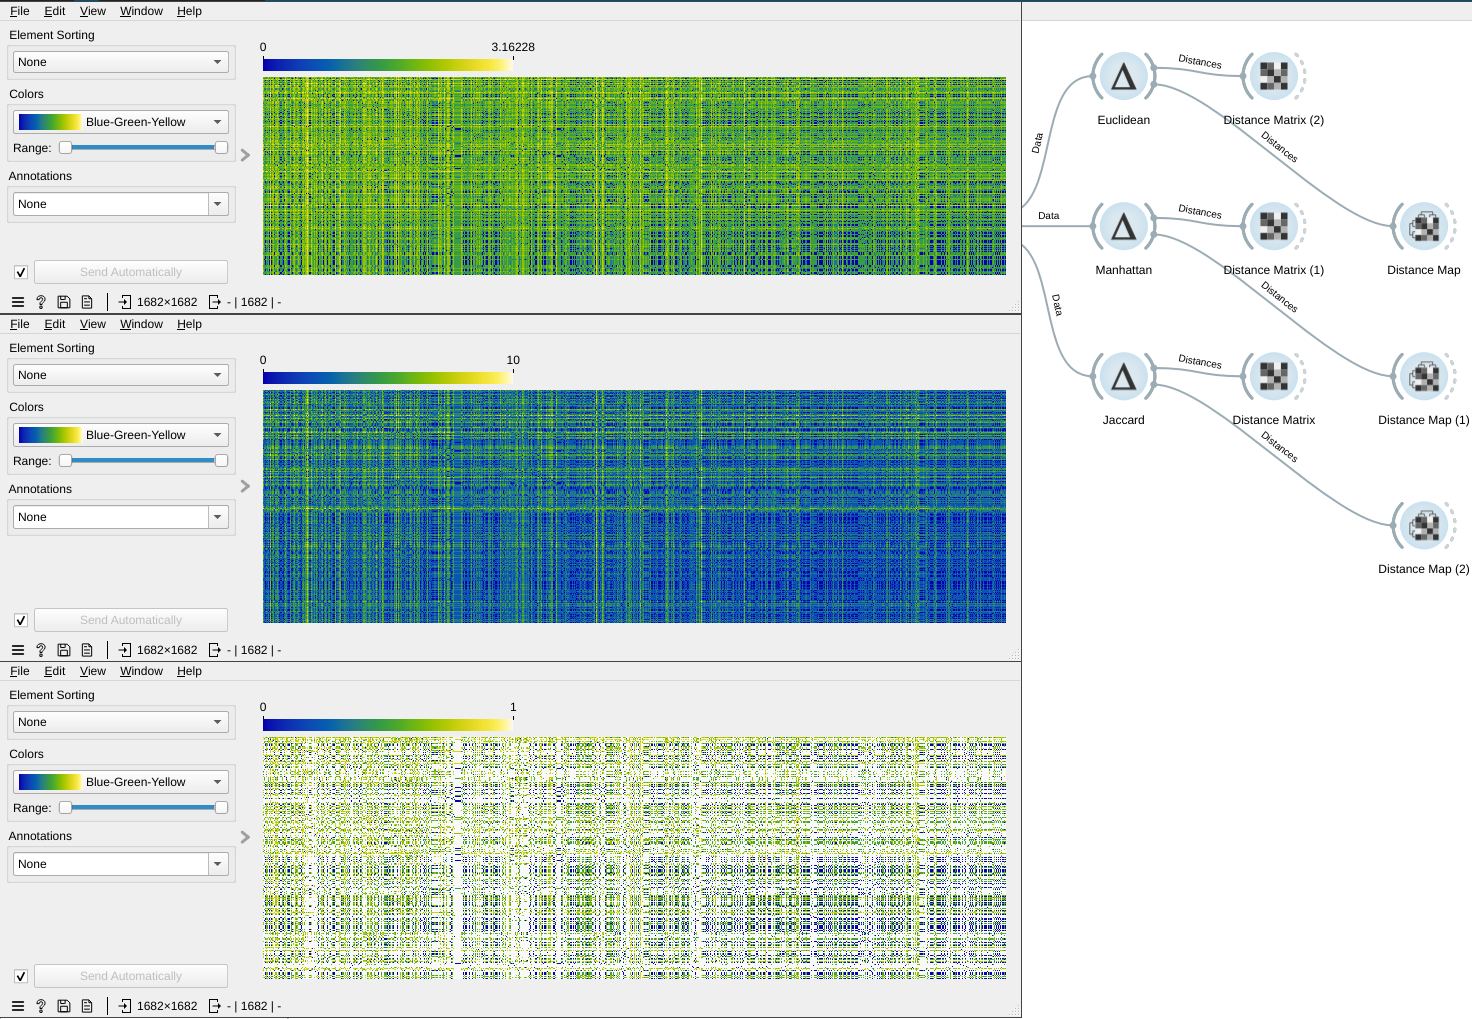 File Edit View Window Help
Element Sorting
None
Colors
Blue-Green-Yellow
Range:
Annotations
None
Send Automatically
1682×1682 - | 1682 | -
0 3.16228
File Edit View Window Help
Element Sorting
None
Colors
Blue-Green-Yellow
Range:
Annotations
None
Send Automatically
1682×1682 - | 1682 | -
0 10
File Edit View Window Help
Element Sorting
None
Colors
Blue-Green-Yellow
Range:
Annotations
None
Send Automatically
1682×1682 - | 1682 | -
0 1
Data
Euclidean
Distances
Distance Matrix (2)
Distances
Data
Manhattan
Distances
Distance Matrix (1)
Distance Map
Distances
Data
Jaccard
Distances
Distance Matrix
Distance Map (1)
Distances
Distance Map (2)